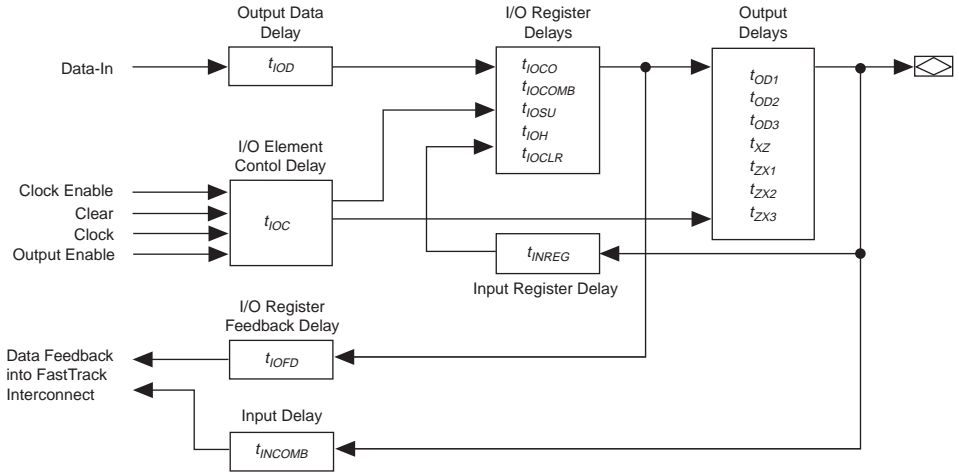 Output Data
Delay
I/O Register
Delays
Output
Delays
Data-In
tIOD
tIOCO
tIOCOMB
tIOSU
tIOH
tIOCLR
tOD1
tOD2
tOD3
tXZ
tZX1
tZX2
tZX3
I/O Element
Contol Delay
Clock Enable
Clear
Clock
Output Enable
tIOC
tINREG
Input Register Delay
I/O Register
Feedback Delay
tIOFD
Data Feedback
into FastTrack
Interconnect
Input Delay
tINCOMB